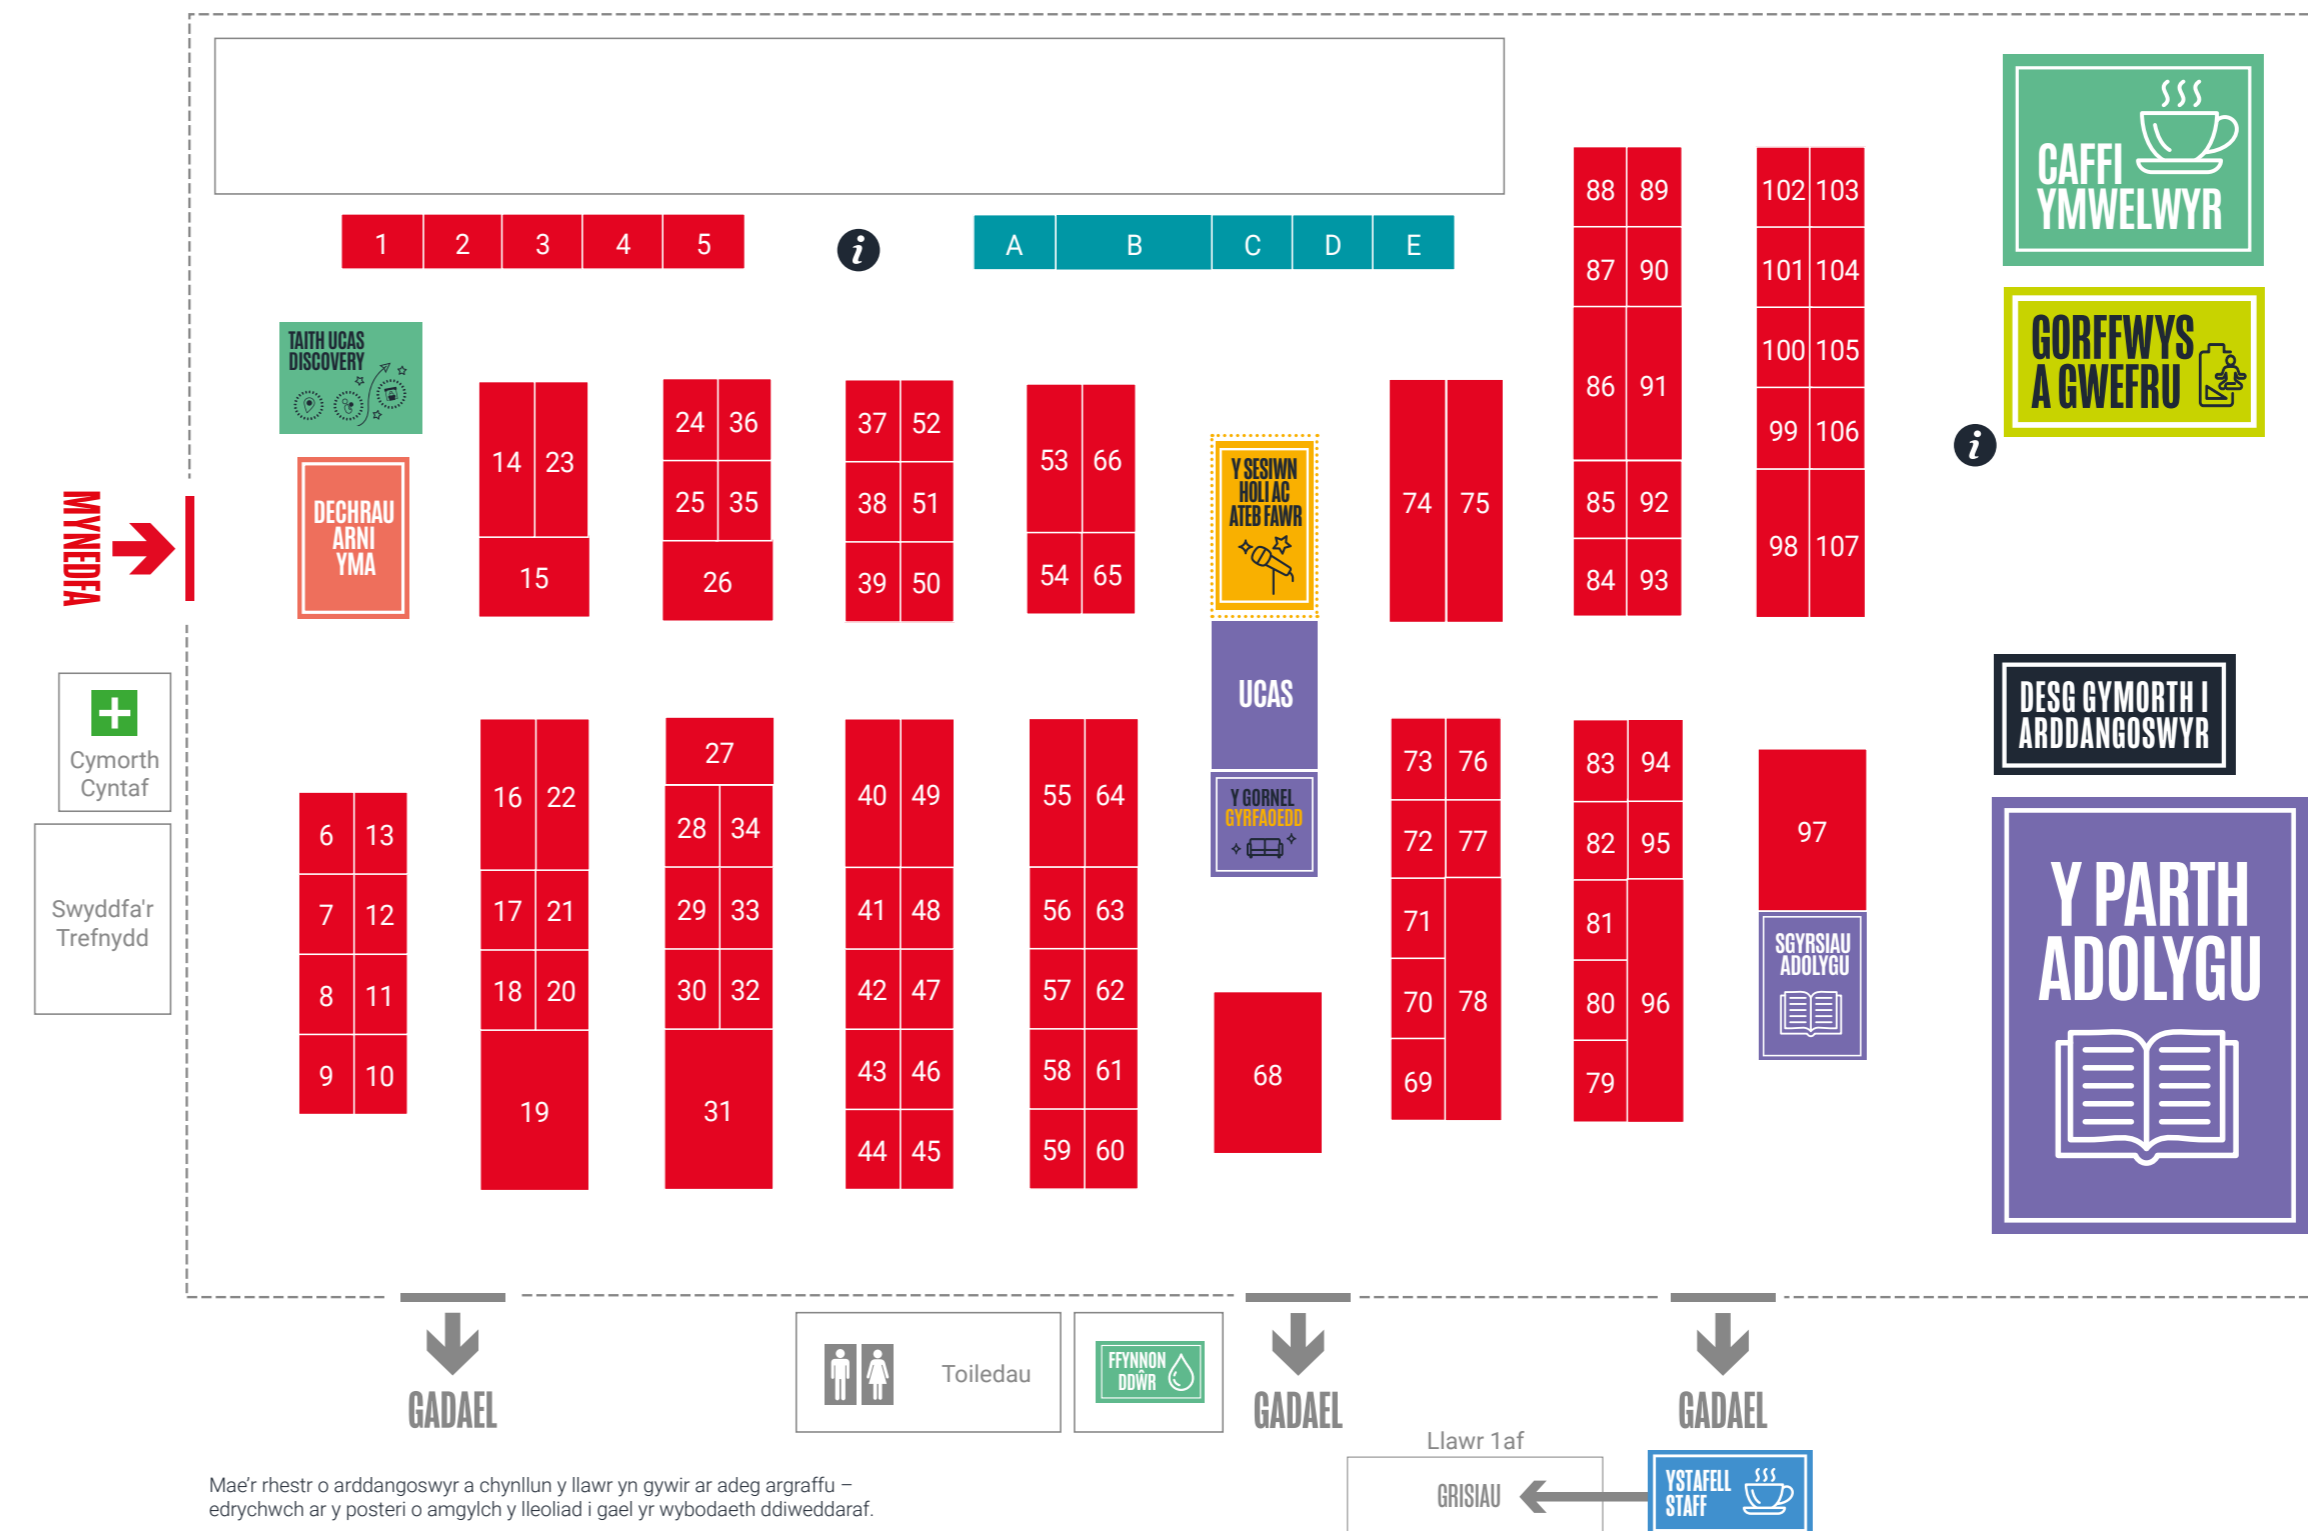 CAFFI
YMWELWYR
88 89
102 103
1 2 3 4 5
i
A B C D E
87 90
101 104
GORFFWYS
A GWEFRU
TAITH UCAS
DISCOVERY
100 105
86 91
24 36
37 52
99 106
i
14 23
53 66
Y SESIWN
HOLI AC
ATEB FAWR
MYNEDFA
DECHRAU
ARNI
YMA
25 35
38 51
74 75
85 92
98 107
15
26
39 50
54 65
84 93
UCAS
DESG GYMORTH I
ARDDANGOSWYR
Cymorth
Cyntaf
27
73 76
83 94
16 22
40 49
55 64
Y GORNEL
GYRFAOEDD
6 13
28 34
72 77
82 95
97
Swyddfa'r
Trefnydd
7 12
17 21
29 33
41 48
56 63
71
81
SGYRSIAU
ADOLYGU
Y PARTH
ADOLYGU
8 11
18 20
30 32
42 47
57 62
70 78
80 96
9 10
43 46
58 61
68
69
79
19
31
44 45
59 60
Toiledau
FFYNNON
DDŴR
GADAEL
GADAEL
GADAEL
Llawr 1af
GRISIAU
YSTAFELL
STAFF
Mae'r rhestr o arddangoswyr a chynllun y llawr yn gywir ar adeg argraffu –
edrychwch ar y posteri o amgylch y lleoliad i gael yr wybodaeth ddiweddaraf.